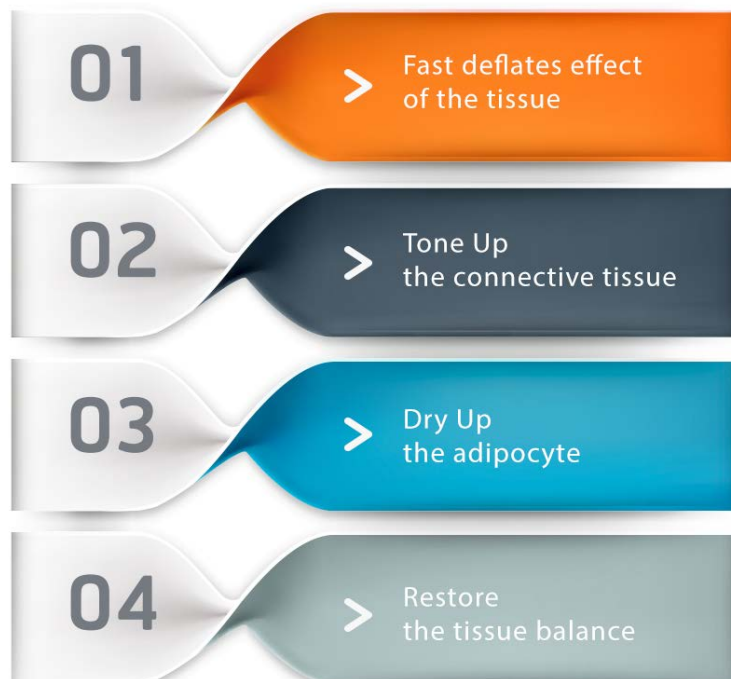 01
Fast deflates effect
of the tissue
02
Tone Up
the connective tissue
03
Dry Up
the adipocyte
04
Restore
the tissue balance